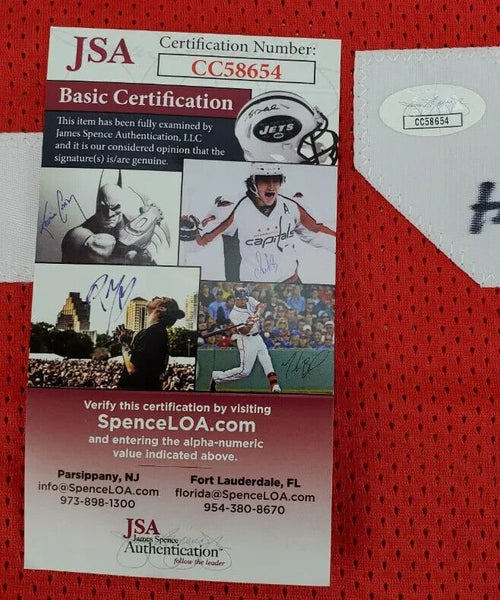 JSA
Certification Number:
CC58654
Basic Certification
This item has been fully examined by
James Spence Authentication, LLC
and it is our considered opinion that the
signature(s) is/are genuine.
JETS
capitals
A
Verify this certification by visiting
SpenceLOA.com
and entering the alpha-numeric
value indicated above.
Parsippany, NJ
info@SpenceLOA.com
973-898-1300
Fort Lauderdale, FL
florida@SpenceLOA.com
954-380-8670
JSA
James Spence
Authentication™
follow the leader
CC58654